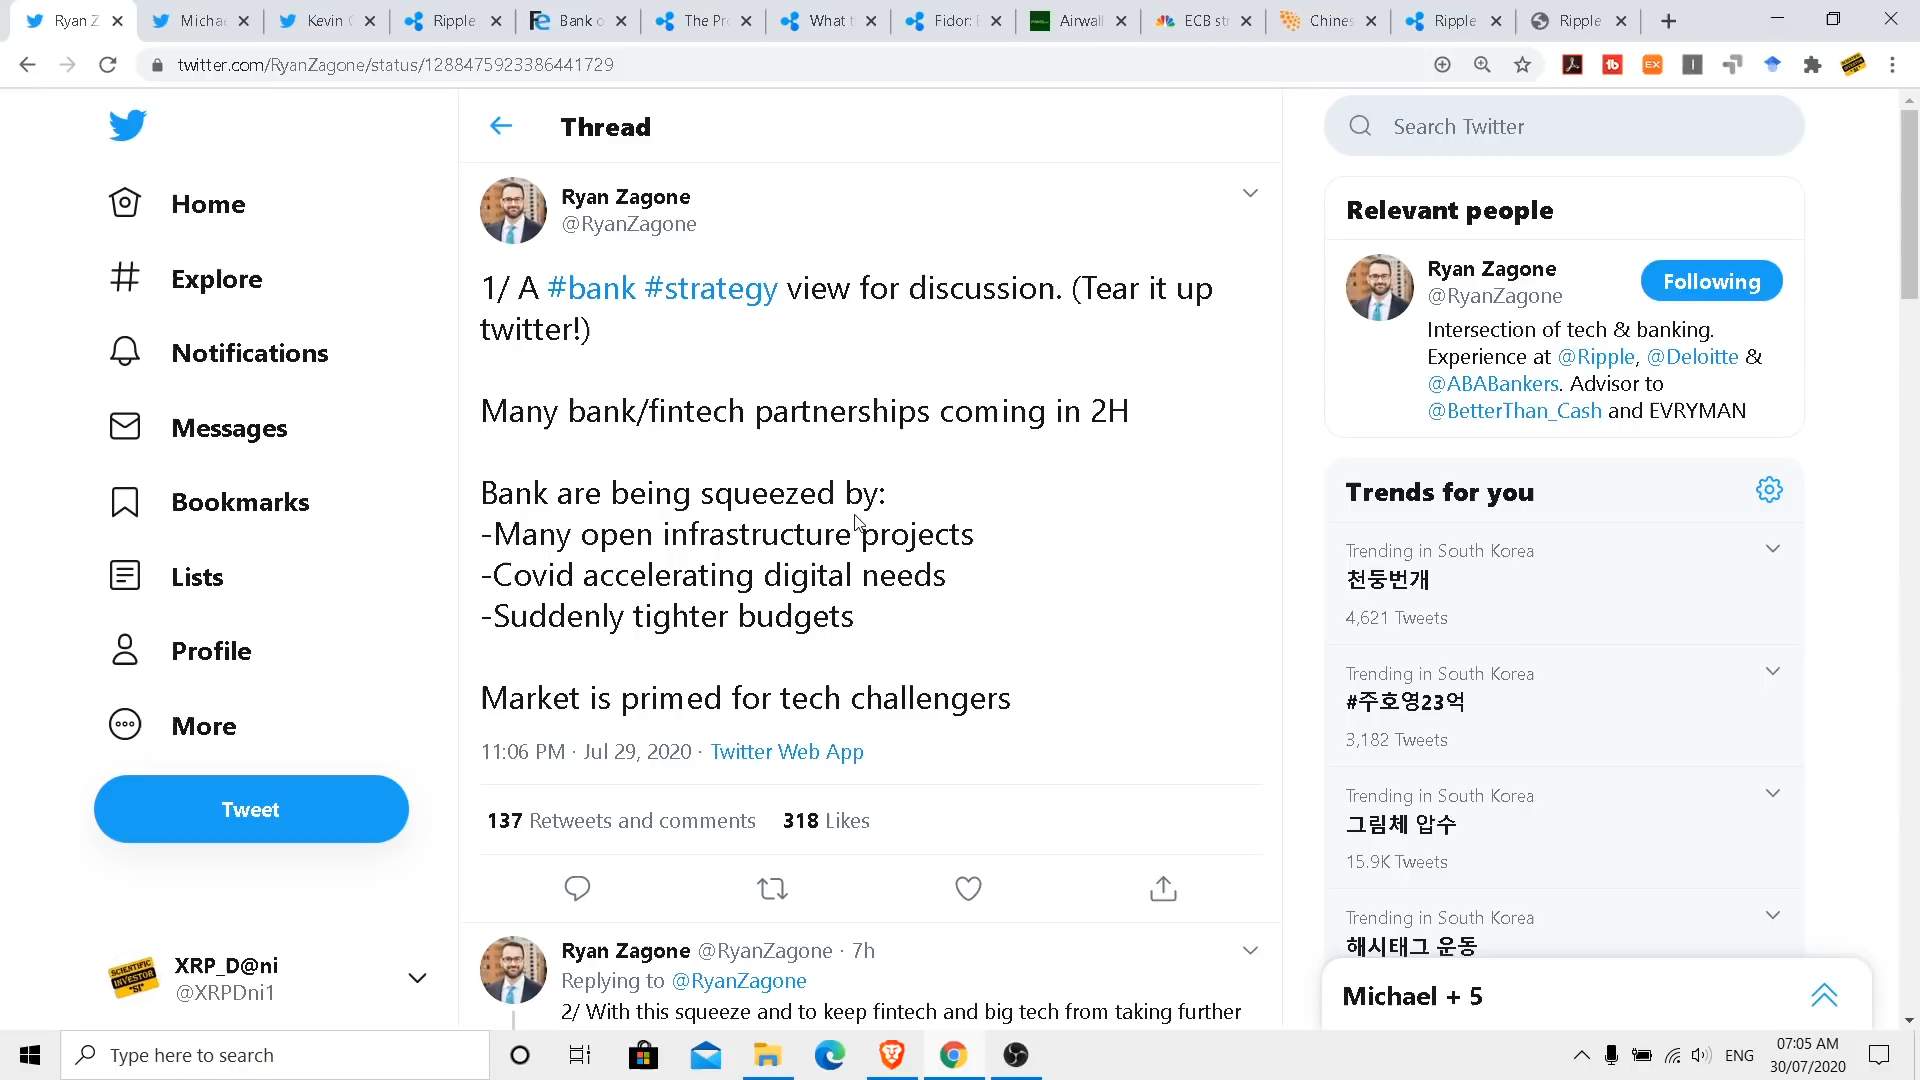 Ryan Z
Michae
Kevin
Ripple
Bank o
The Pr
What t
Fidor:
Airwal
ECB st
Chines
Ripple
Ripple
twitter.com/RyanZagone/status/1288475923386441729
Home
Explore
Notifications
Messages
Bookmarks
Lists
Profile
More
Tweet
XRP_D@ni
@XRPDni1
Thread
Ryan Zagone
@RyanZagone
1/ A #bank #strategy view for discussion. (Tear it up
twitter!)
Many bank/fintech partnerships coming in 2H
Bank are being squeezed by:
-Many open infrastructure projects
-Covid accelerating digital needs
-Suddenly tighter budgets
Market is primed for tech challengers
11:06 PM · Jul 29, 2020 · Twitter Web App
137 Retweets and comments 318 Likes
Ryan Zagone @RyanZagone · 7h
Replying to @RyanZagone
2/ With this squeeze and to keep fintech and big tech from taking further
Search Twitter
Relevant people
Ryan Zagone
@RyanZagone
Following
Intersection of tech & banking.
Experience at @Ripple, @Deloitte &
@ABABankers. Advisor to
@BetterThan_Cash and EVRYMAN
Trends for you
Trending in South Korea
천둥번개
4,621 Tweets
Trending in South Korea
#주호영23억
3,182 Tweets
Trending in South Korea
그림체 압수
15.9K Tweets
Trending in South Korea
해시태그 운동
Michael + 5
Type here to search
ENG
07:05 AM
30/07/2020